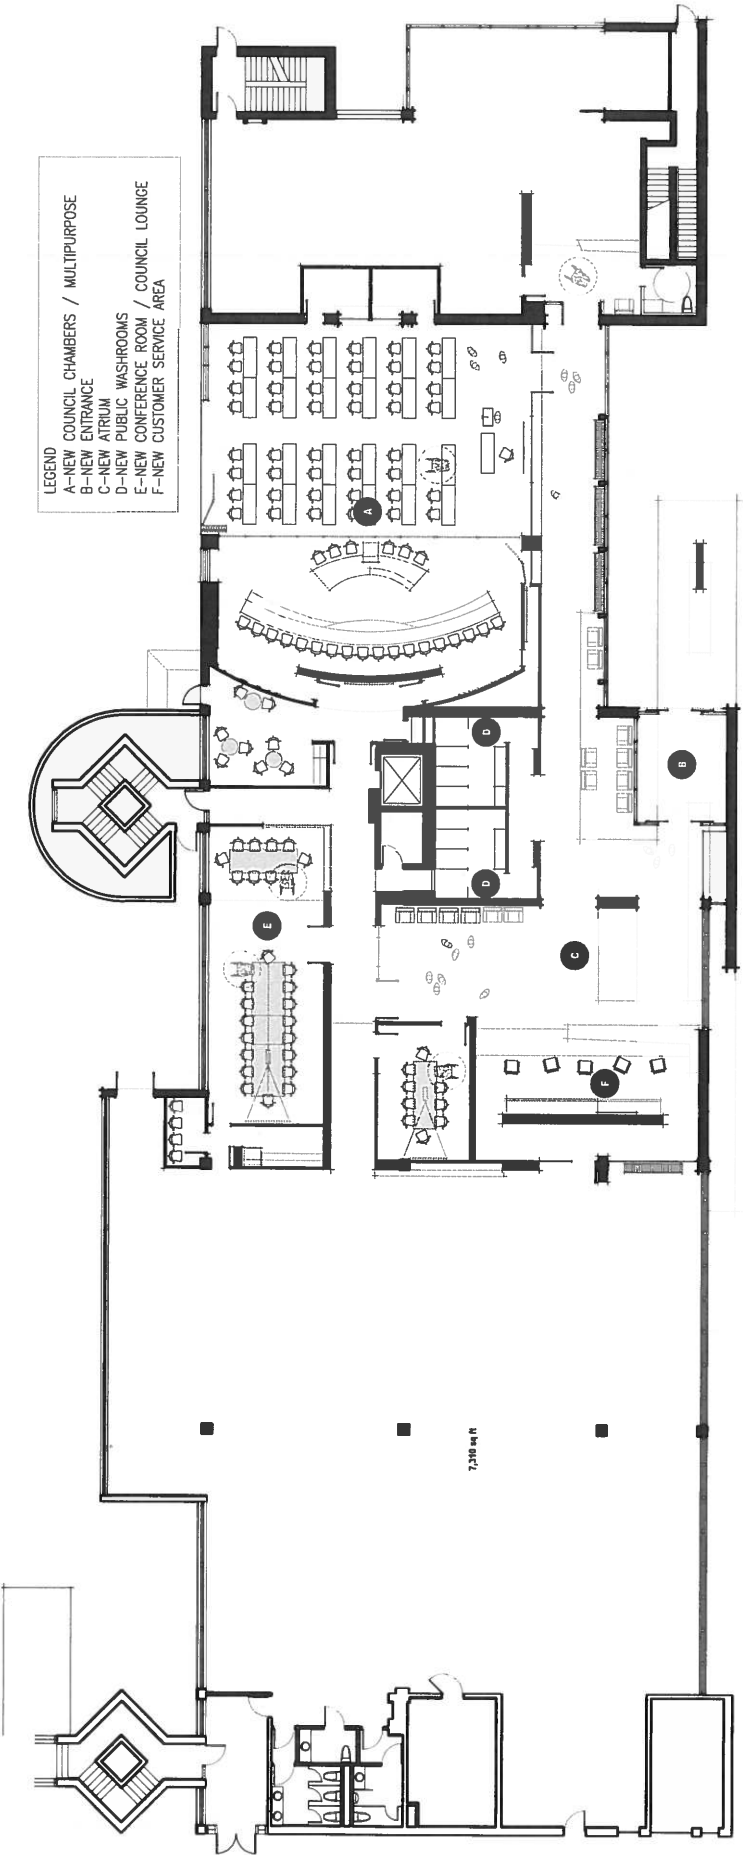 LEGEND
A-NEW COUNCIL CHAMBERS / MULTIPURPOSE
B-NEW ENTRANCE
C-NEW ATRIUM
D-NEW PUBLIC WASHROOMS
E-NEW CONFERENCE ROOM / COUNCIL LOUNGE
F-NEW CUSTOMER SERVICE AREA
A
D
B
D
E
C
F
7,310 sq ft